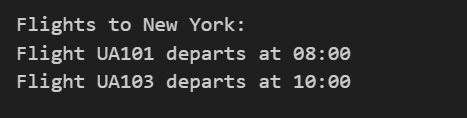 Flights to New York:
Flight UA101 departs at 08:00
Flight UA103 departs at 10:00